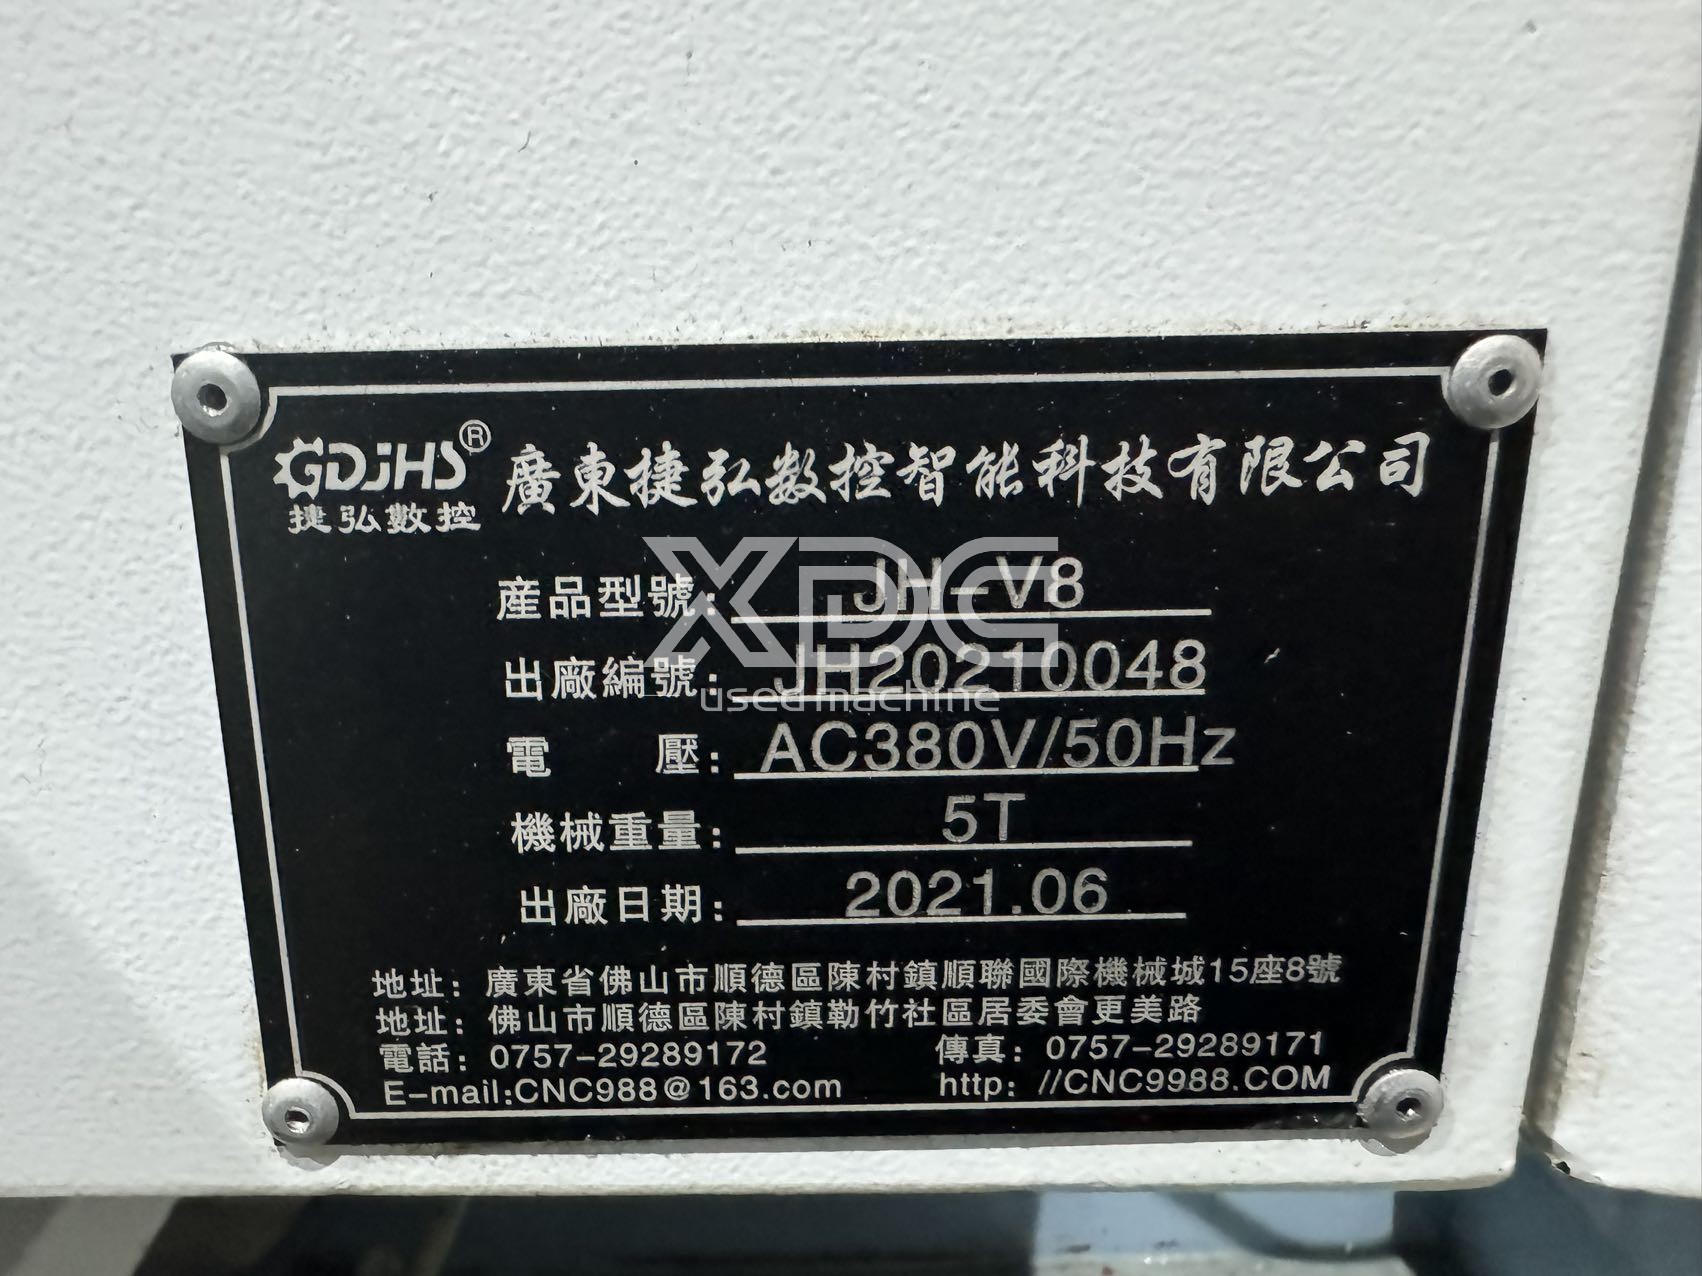 GDJHS®
捷弘數控
廣東捷弘数控智能科技有限公司
產品型號: JH-V8
出廠編號: JH20210048
電 壓: AC380V/50Hz
機械重量: 5T
出廠日期: 2021.06
地址: 廣東省佛山市順德區陳村鎮順聯國際機械城15座8號
地址: 佛山市順德區陳村鎮勒竹社區居委會更美路
電話: 0757-29289172 傳真: 0757-29289171
E-mail:CNC988@163.com http: //CNC9988.COM
XDC
used machine